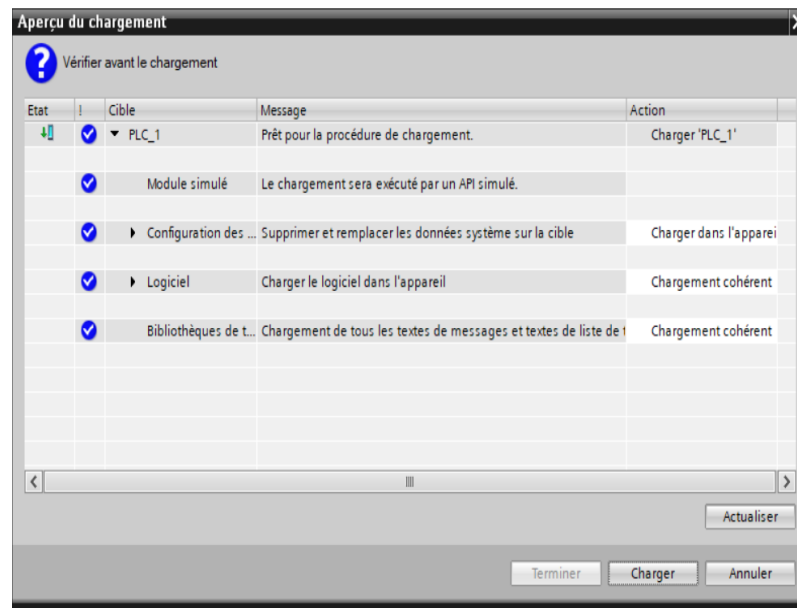 Aperçu du chargement
Vérifier avant le chargement
Etat ! Cible Message Action
PLC_1 Prêt pour la procédure de chargement. Charger 'PLC_1'
Module simulé Le chargement sera exécuté par un API simulé.
Configuration des ... Supprimer et remplacer les données système sur la cible Charger dans l'apparei
Logiciel Charger le logiciel dans l'appareil Chargement cohérent
Bibliothèques de t... Chargement de tous les textes de messages et textes de liste de t Chargement cohérent
Actualiser
Terminer Charger Annuler